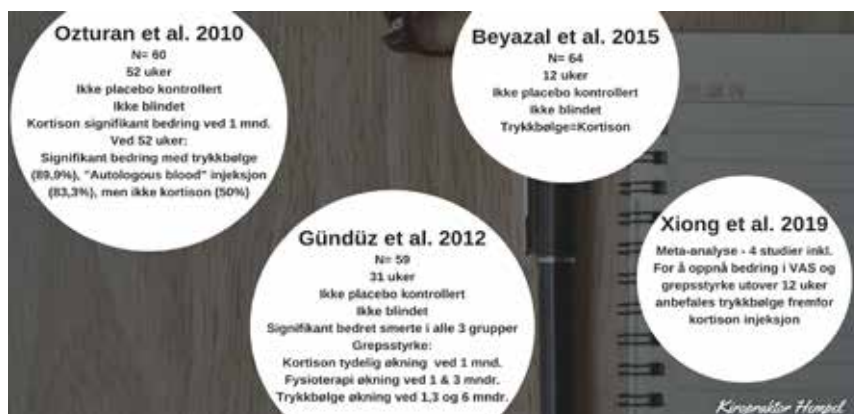 Ozturan et al. 2010
N= 60
52 uker
Ikke placebo kontrollert
Ikke blindet
Kortison signifikant bedring ved 1 mnd.
Ved 52 uker:
Signifikant bedring med trykkbølge
(89,9%), "Autologous blood" injeksjon
(83,3%), men ikke kortison (50%)
Beyazal et al. 2015
N= 64
12 uker
Ikke placebo kontrollert
Ikke blindet
Trykkbølge=Kortison
Gündüz et al. 2012
N= 59
31 uker
Ikke placebo kontrollert
Ikke blindet
Signifikant bedret smerte i alle 3 grupper
Grepsstyrke:
Kortison tydelig økning ved 1 mnd.
Fysioterapi økning ved 1 & 3 mndr.
Trykkbølge økning ved 1,3 og 6 mndr.
Xiong et al. 2019
Meta-analyse - 4 studier inkl.
For å oppnå bedring i VAS og
grepsstyrke utover 12 uker
anbefales trykkbølge fremfor
kortison injeksjon
Kiropraktor Hempel